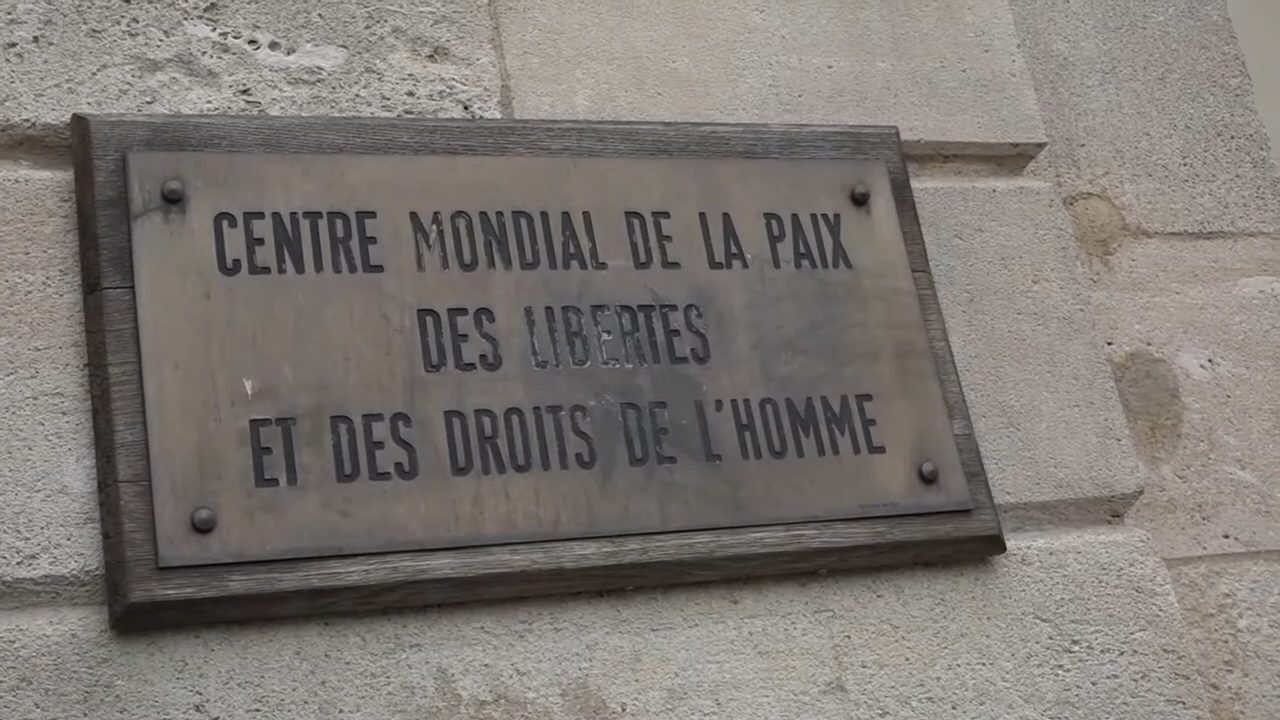 CENTRE MONDIAL DE LA PAIX
DES LIBERTES
ET DES DROITS DE L'HOMME